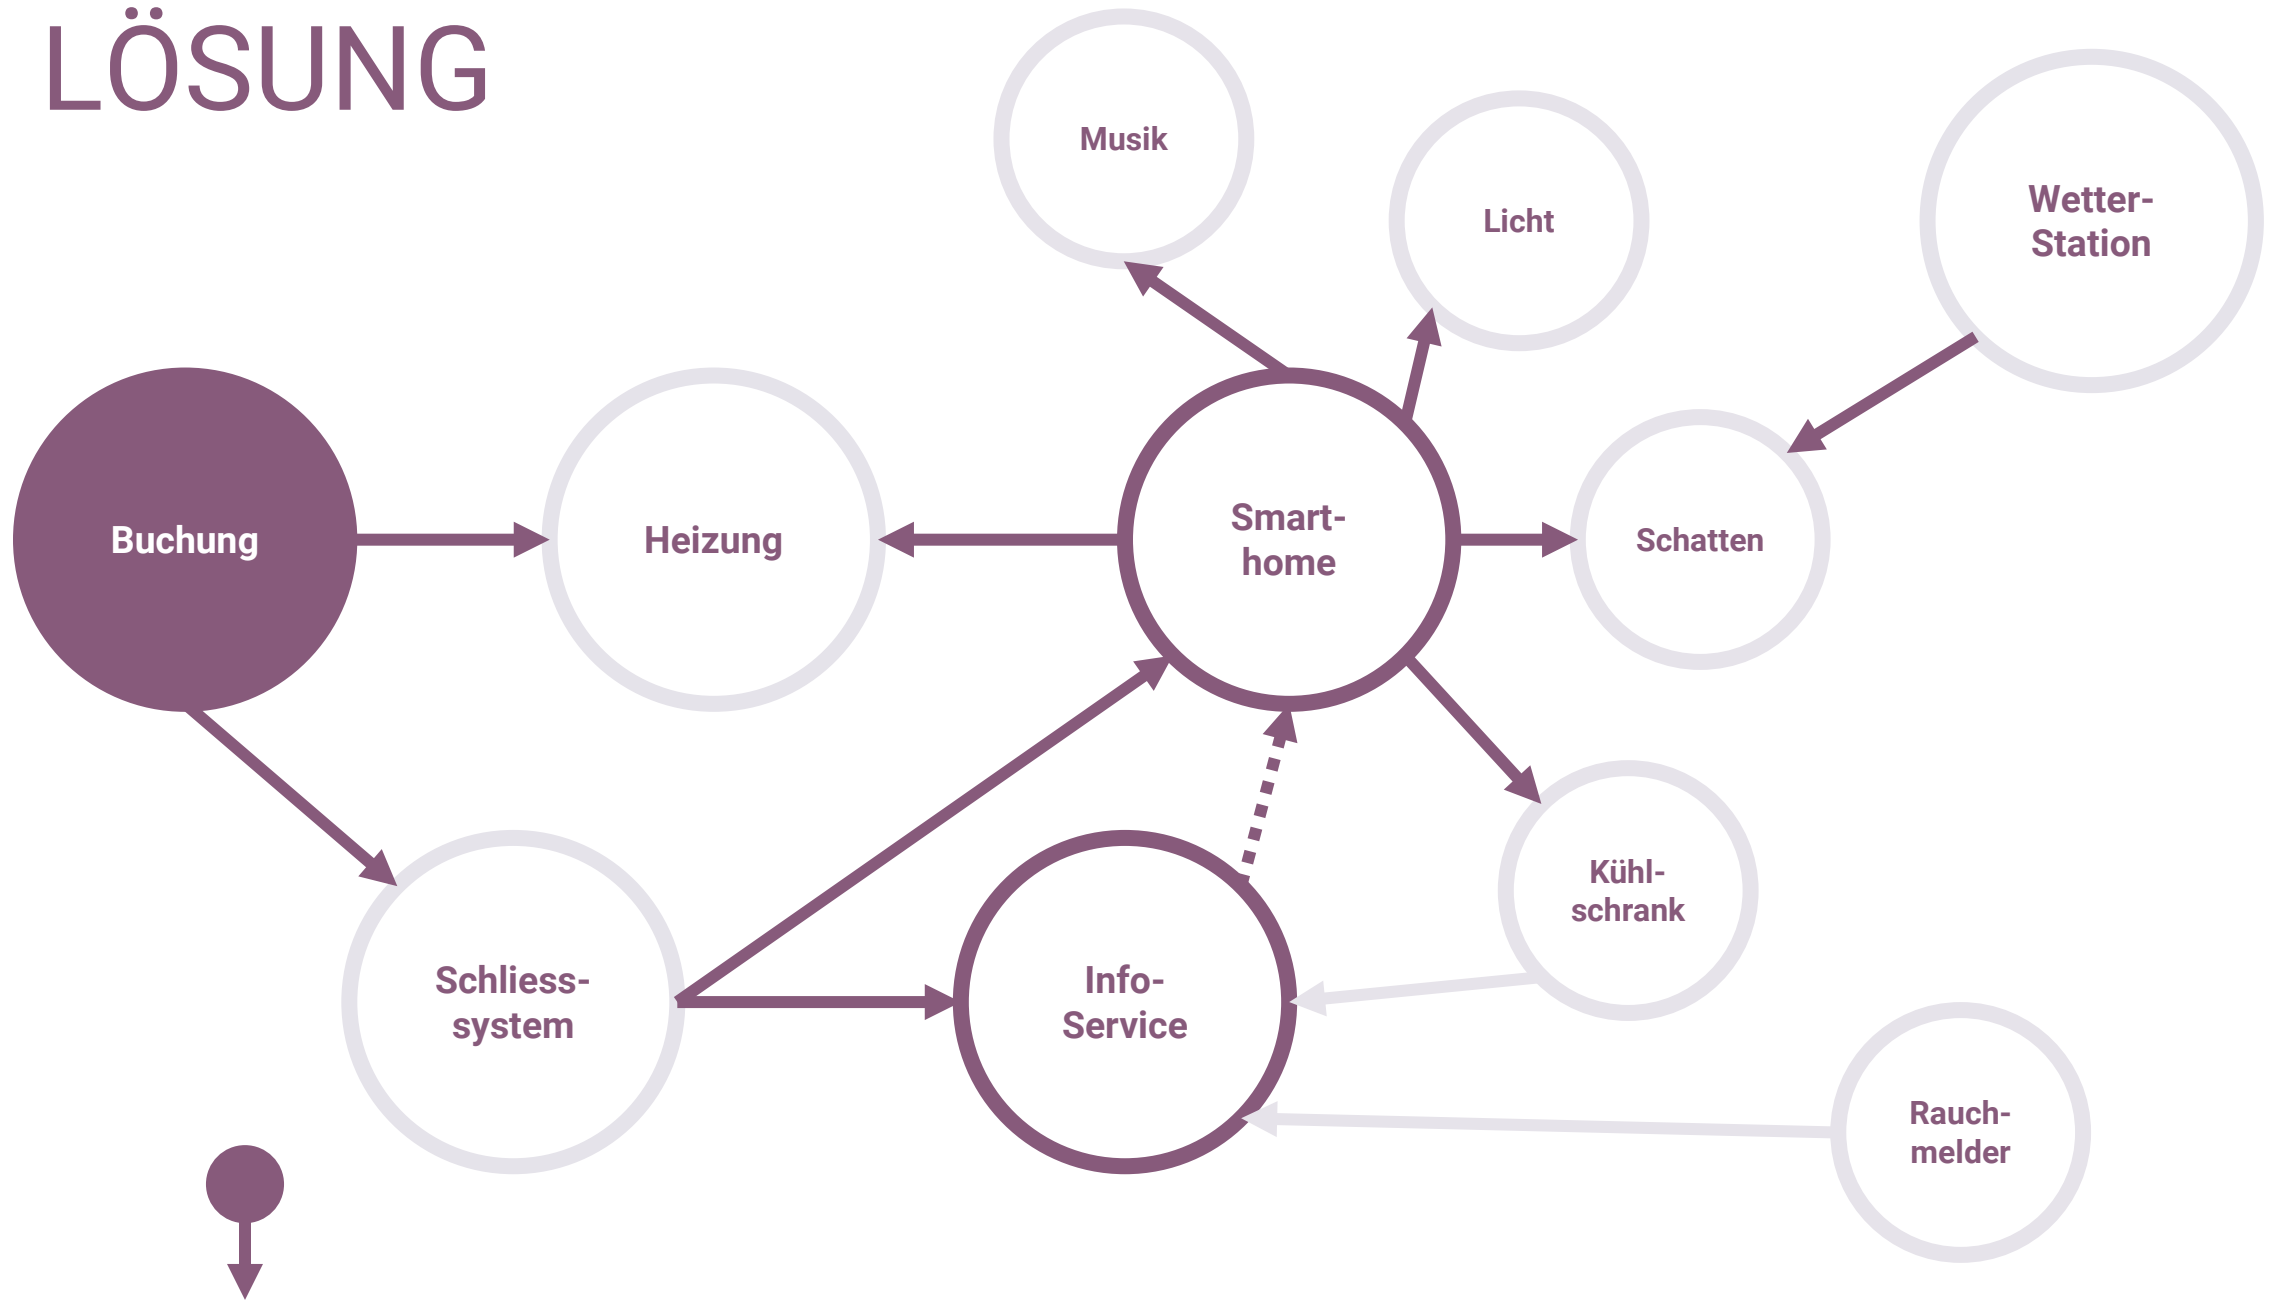 LÖSUNG
Musik
Licht
Wetter-
Station
Buchung
Heizung
Smart-
home
Schatten
Kühl-
schrank
Schliess-
system
Info-
Service
Rauch-
melder